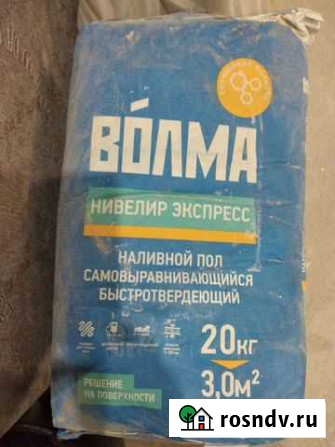 ВОЛМА
НИВЕЛИР ЭКСПРЕСС
НАЛИВНОЙ ПОЛ
САМОВЫРАВНИВАЮЩИЙСЯ
БЫСТРОТВЕРДЕЮЩИЙ
20кг
РЕШЕНИЕ
НА ПОВЕРХНОСТИ
3,0м²
rosndv.ru